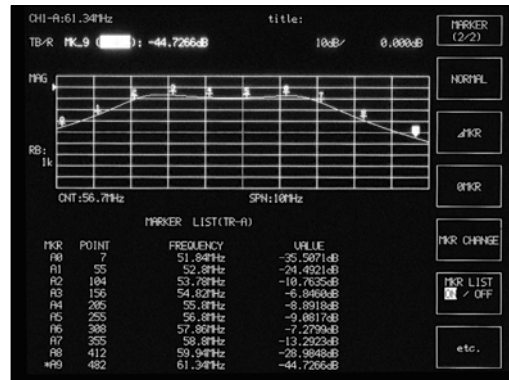 CH1-A:61.34MHz title:
TB/R MK_9 ( ): -44.7266dB 10dB/ 0.000dB
MAG
RB:
1k
CNT:56.7MHz SPN:10MHz
MARKER LIST(TR-A)
MKR POINT FREQUENCY VALUE
A0 7 51.84MHz -35.5071dB
A1 55 52.8MHz -24.4921dB
A2 104 53.78MHz -10.7635dB
A3 156 54.82MHz -6.8460dB
A4 205 55.8MHz -8.8918dB
A5 255 56.8MHz -9.0817dB
A6 308 57.86MHz -7.2799dB
A7 355 58.8MHz -13.2923dB
A8 412 59.94MHz -28.9848dB
*A9 482 61.34MHz -44.7266dB
MARKER
(2/2)
NORMAL
⊿MKR
0MKR
MKR CHANGE
MKR LIST
ON / OFF
etc.